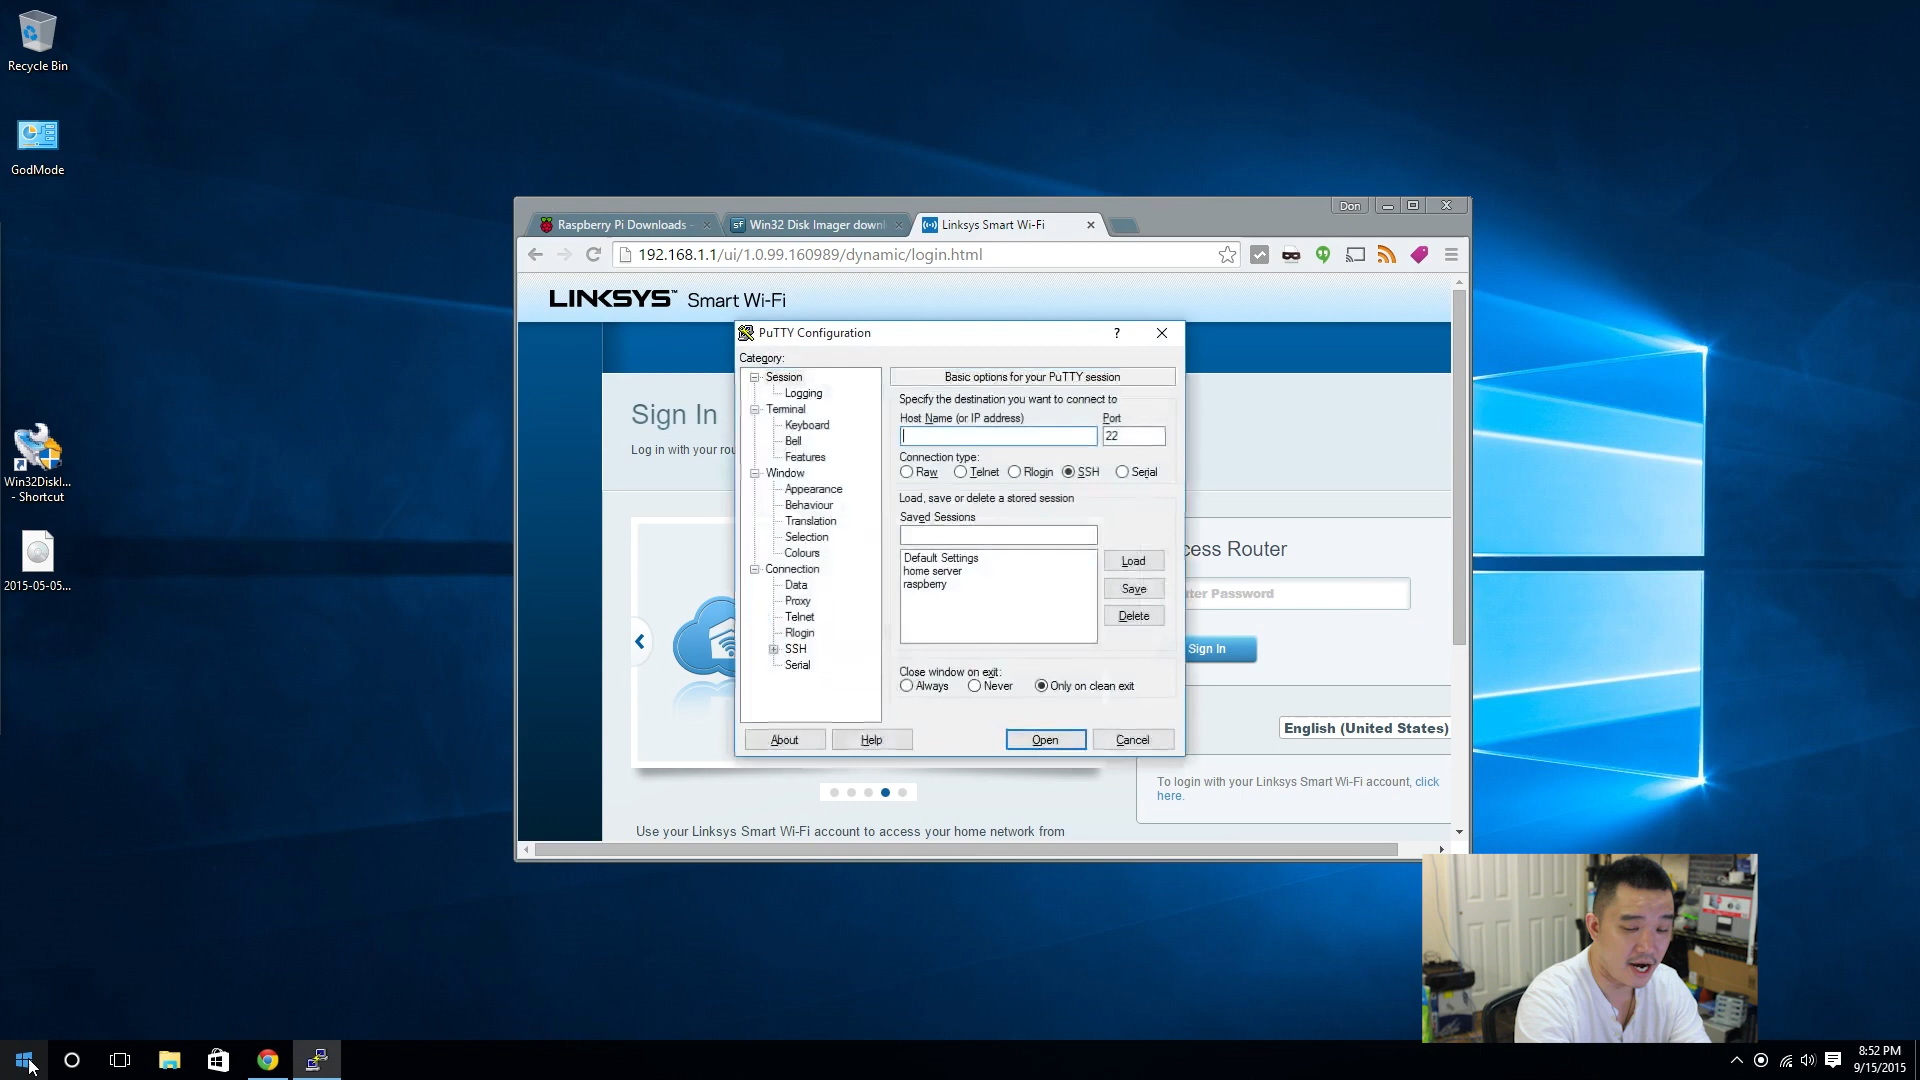 Recycle Bin
GodMode
Win32DiskI...
- Shortcut
2015-05-05...
Don
Raspberry Pi Downloads -
Win32 Disk Imager downl
Linksys Smart Wi-Fi
192.168.1.1/ui/1.0.99.160989/dynamic/login.html
LINKSYS™ Smart Wi-Fi
Sign In
Log in with your rou
PuTTY Configuration
?
Category:
Session
Logging
Terminal
Keyboard
Bell
Features
Window
Appearance
Behaviour
Translation
Selection
Colours
Connection
Data
Proxy
Telnet
Rlogin
SSH
Serial
Basic options for your PuTTY session
Specify the destination you want to connect to
Host Name (or IP address)
Port
22
Connection type:
Raw
Telnet
Rlogin
SSH
Serial
Load, save or delete a stored session
Saved Sessions
Default Settings
home server
raspberry
Load
Save
Delete
Close window on exit:
Always
Never
Only on clean exit
About
Help
Open
Cancel
cess Router
ter Password
Sign In
English (United States)
To login with your Linksys Smart Wi-Fi account, click
here.
Use your Linksys Smart Wi-Fi account to access your home network from
8:52 PM
9/15/2015